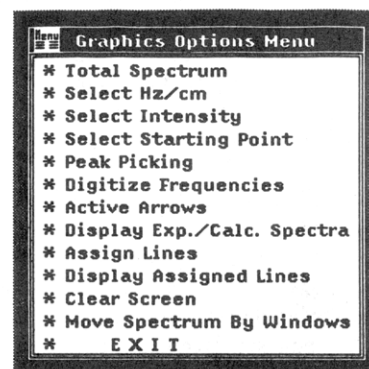 Menu Graphics Options Menu
* Total Spectrum
* Select Hz/cm
* Select Intensity
* Select Starting Point
* Peak Picking
* Digitize Frequencies
* Active Arrows
* Display Exp./Calc. Spectra
* Assign Lines
* Display Assigned Lines
* Clear Screen
* Move Spectrum By Windows
* E X I T